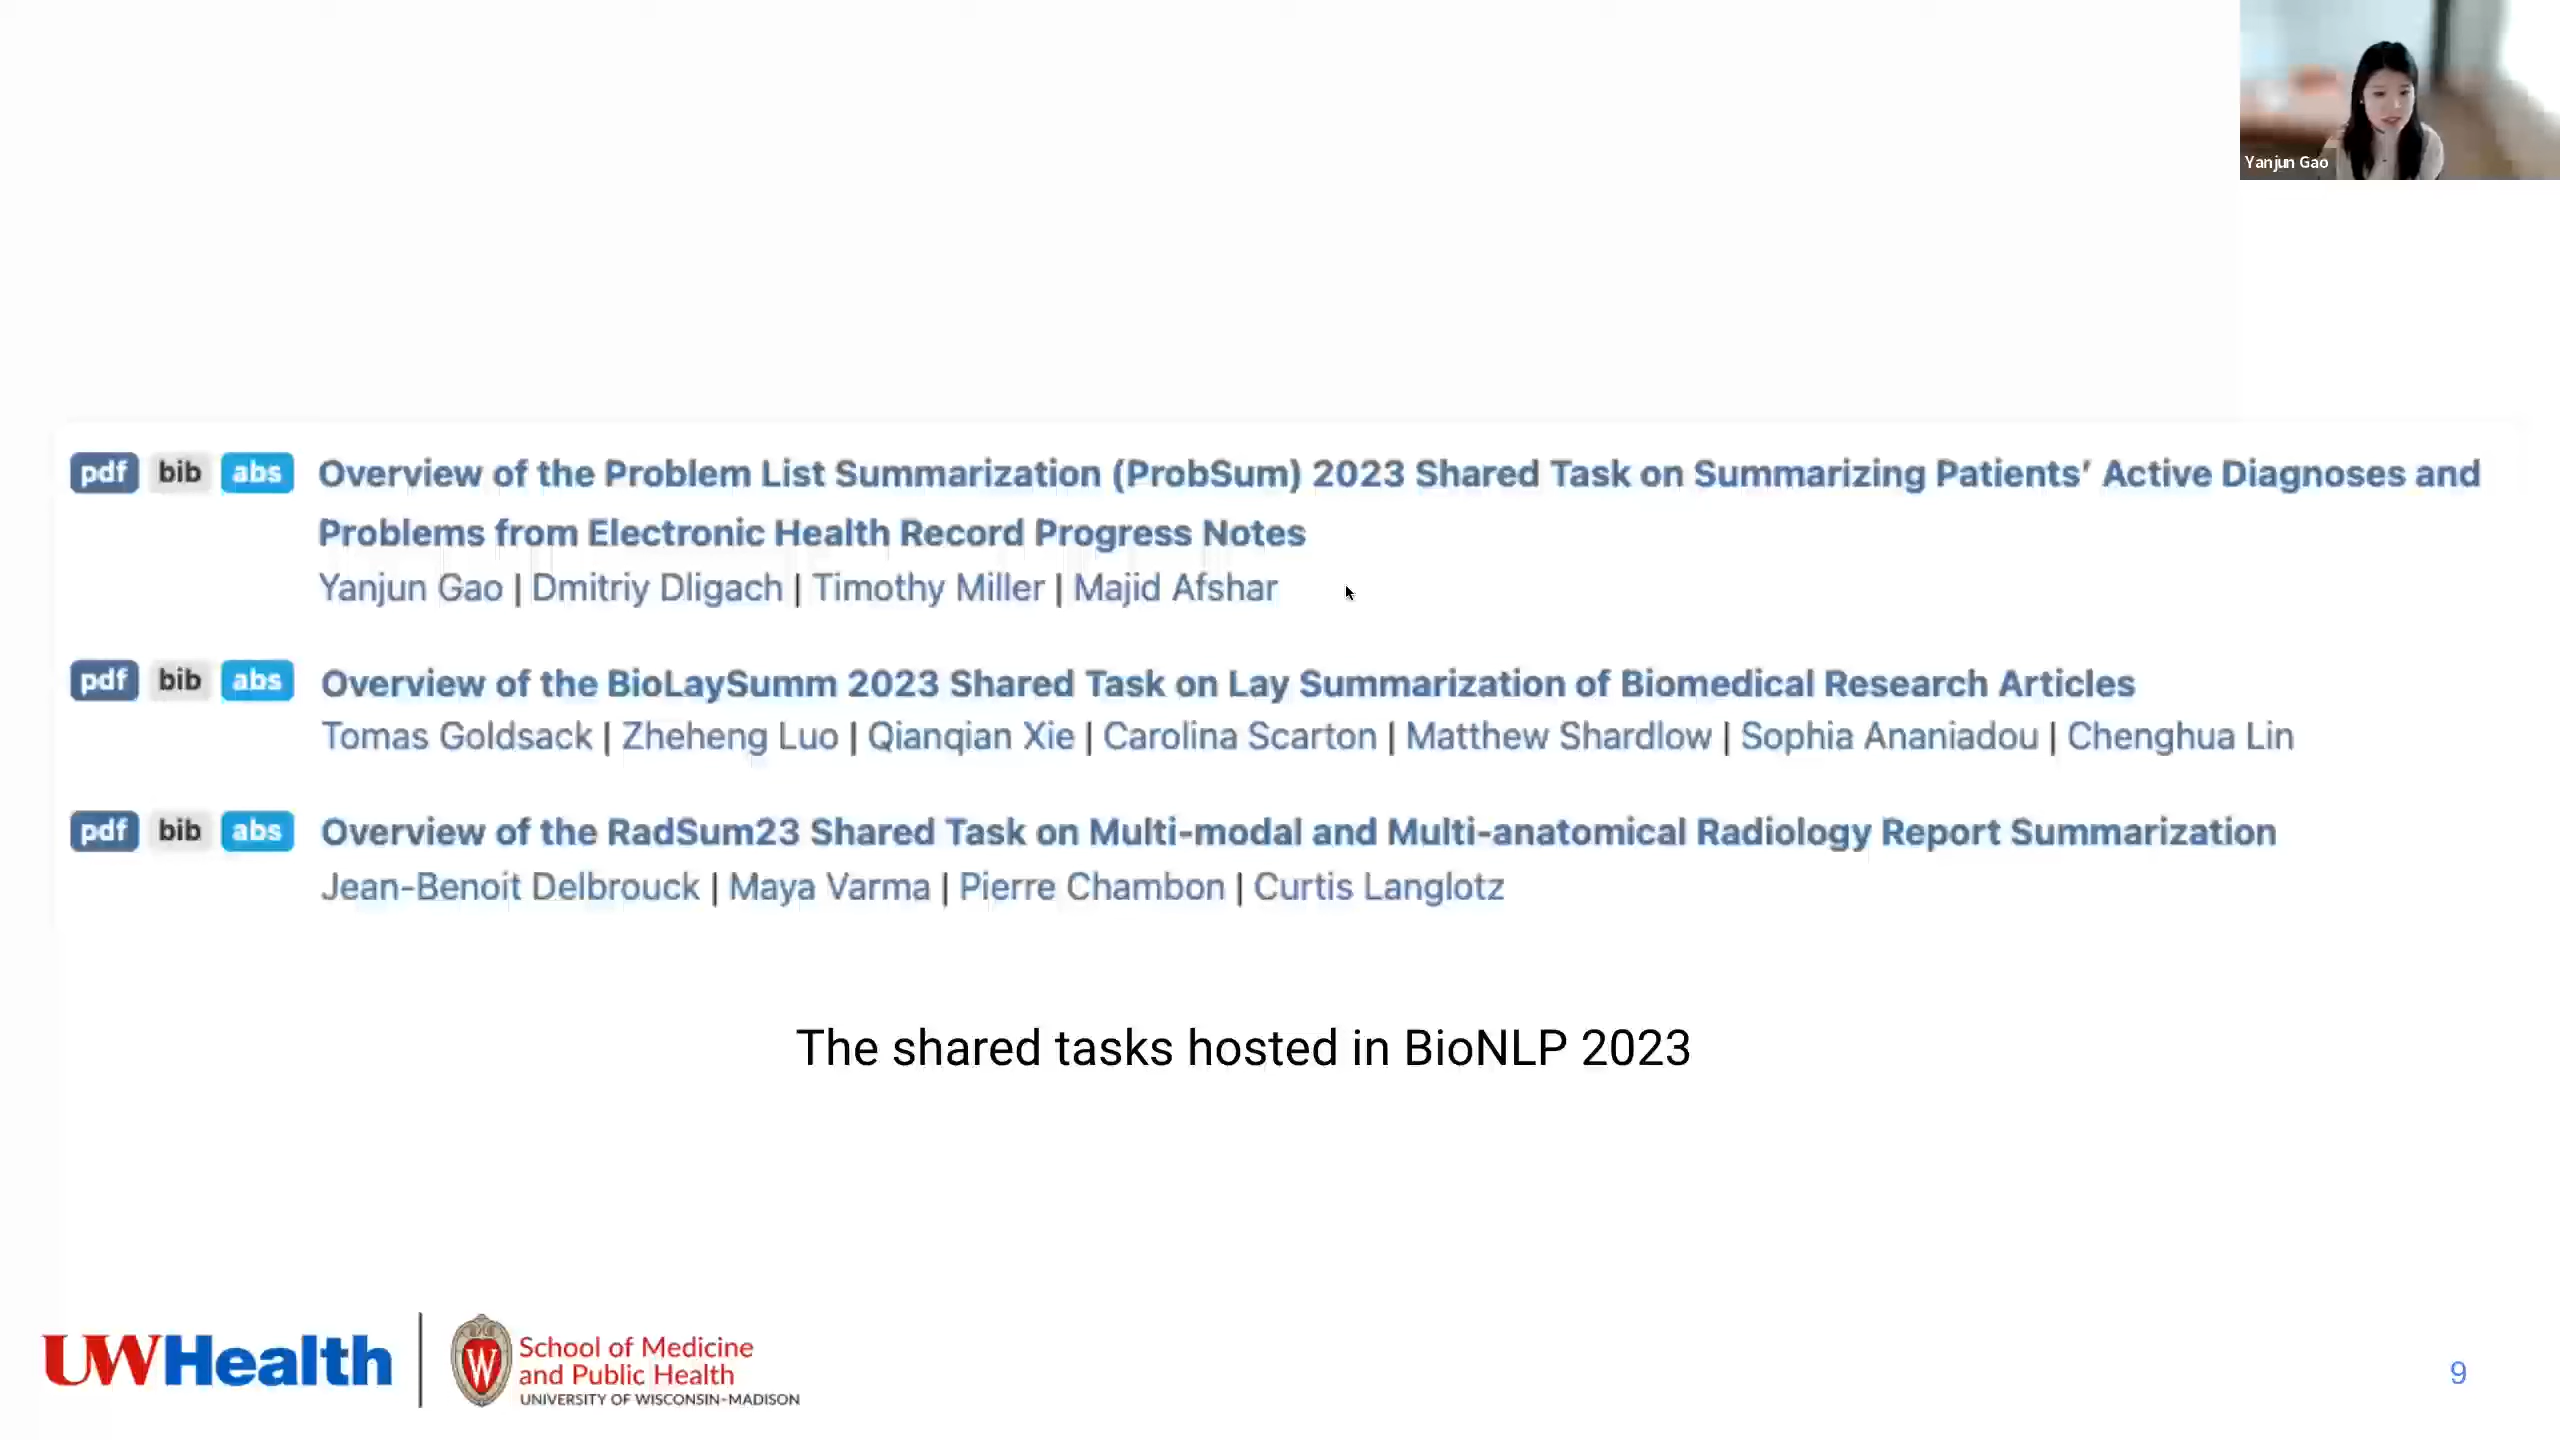 Yanjun Gao
pdf bib abs Overview of the Problem List Summarization (ProbSum) 2023 Shared Task on Summarizing Patients’ Active Diagnoses and
Problems from Electronic Health Record Progress Notes
Yanjun Gao | Dmitriy Dligach | Timothy Miller | Majid Afshar
pdf bib abs Overview of the BioLaySumm 2023 Shared Task on Lay Summarization of Biomedical Research Articles
Tomas Goldsack | Zheheng Luo | Qianqian Xie | Carolina Scarton | Matthew Shardlow | Sophia Ananiadou | Chenghua Lin
pdf bib abs Overview of the RadSum23 Shared Task on Multi-modal and Multi-anatomical Radiology Report Summarization
Jean-Benoit Delbrouck | Maya Varma | Pierre Chambon | Curtis Langlotz
The shared tasks hosted in BioNLP 2023
UWHealth
W
School of Medicine
and Public Health
UNIVERSITY OF WISCONSIN-MADISON
9